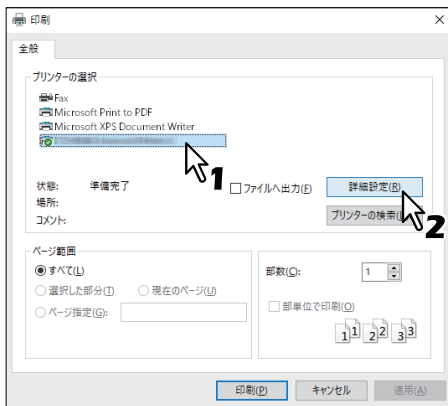 印刷
全般
プリンターの選択
Fax
Microsoft Print to PDF
Microsoft XPS Document Writer
1
状態: 準備完了
ファイルへ出力(F) 詳細設定(R)
場所:
コメント: プリンターの検索
2
ページ範囲
すべて(L)
選択した部分(T) 現在のページ(U)
ページ指定(G):
部数(C): 1
部単位で印刷(O)
1 1 2 2 3 3
印刷(P) キャンセル 適用(A)